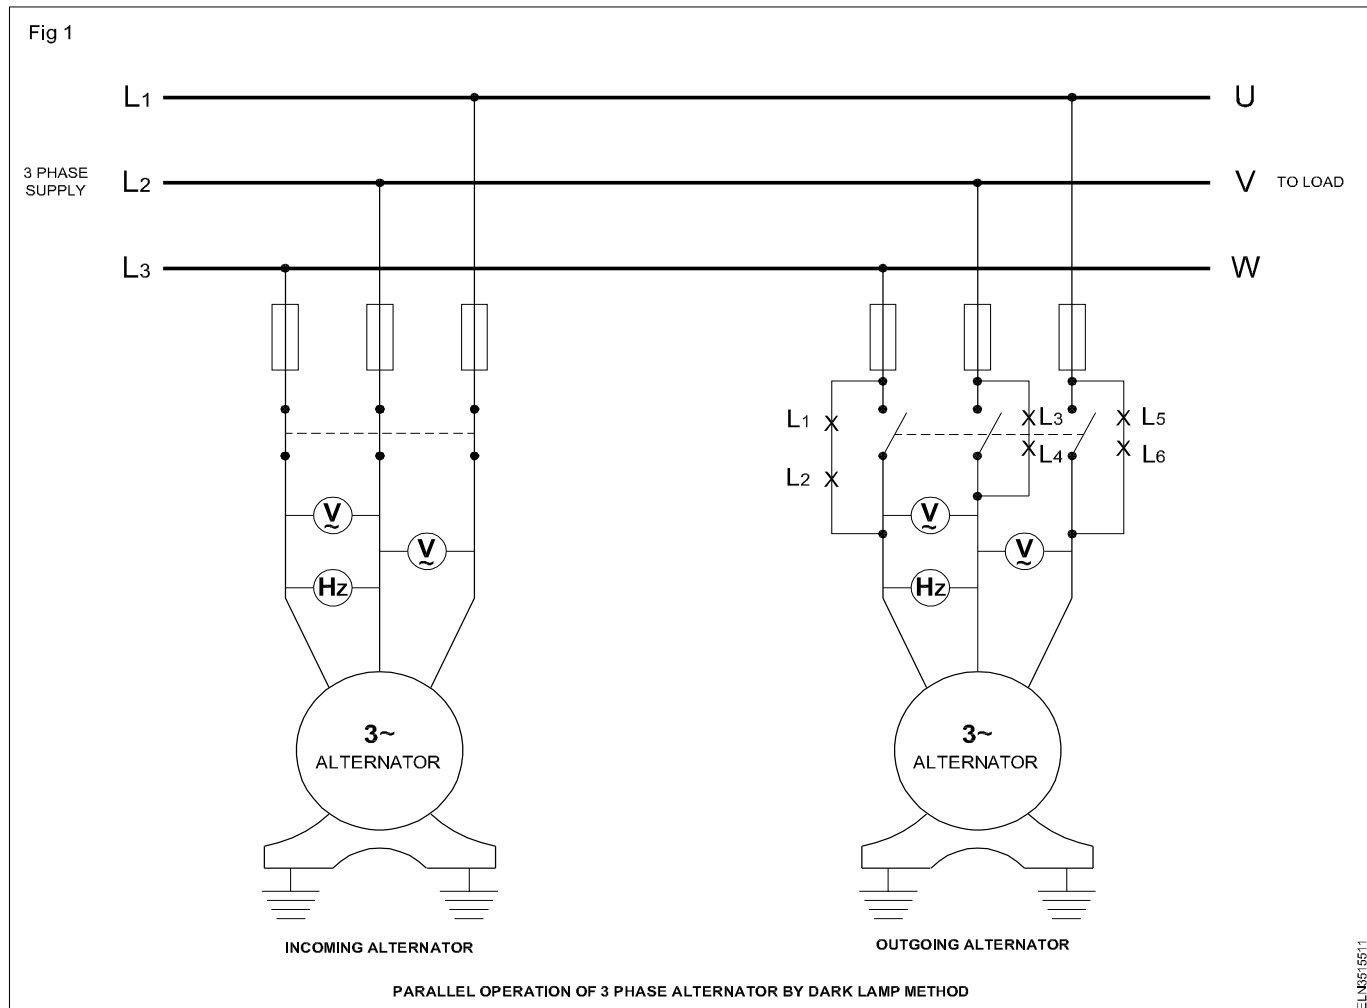 Fig 1
L1
U
3 PHASE
SUPPLY
L2
V
TO LOAD
L3
W
L1
L3
L5
L4
L6
L2
V
~
V
~
V
~
V
~
Hz
Hz
3~
ALTERNATOR
3~
ALTERNATOR
INCOMING ALTERNATOR
OUTGOING ALTERNATOR
PARALLEL OPERATION OF 3 PHASE ALTERNATOR BY DARK LAMP METHOD
ELN3515511